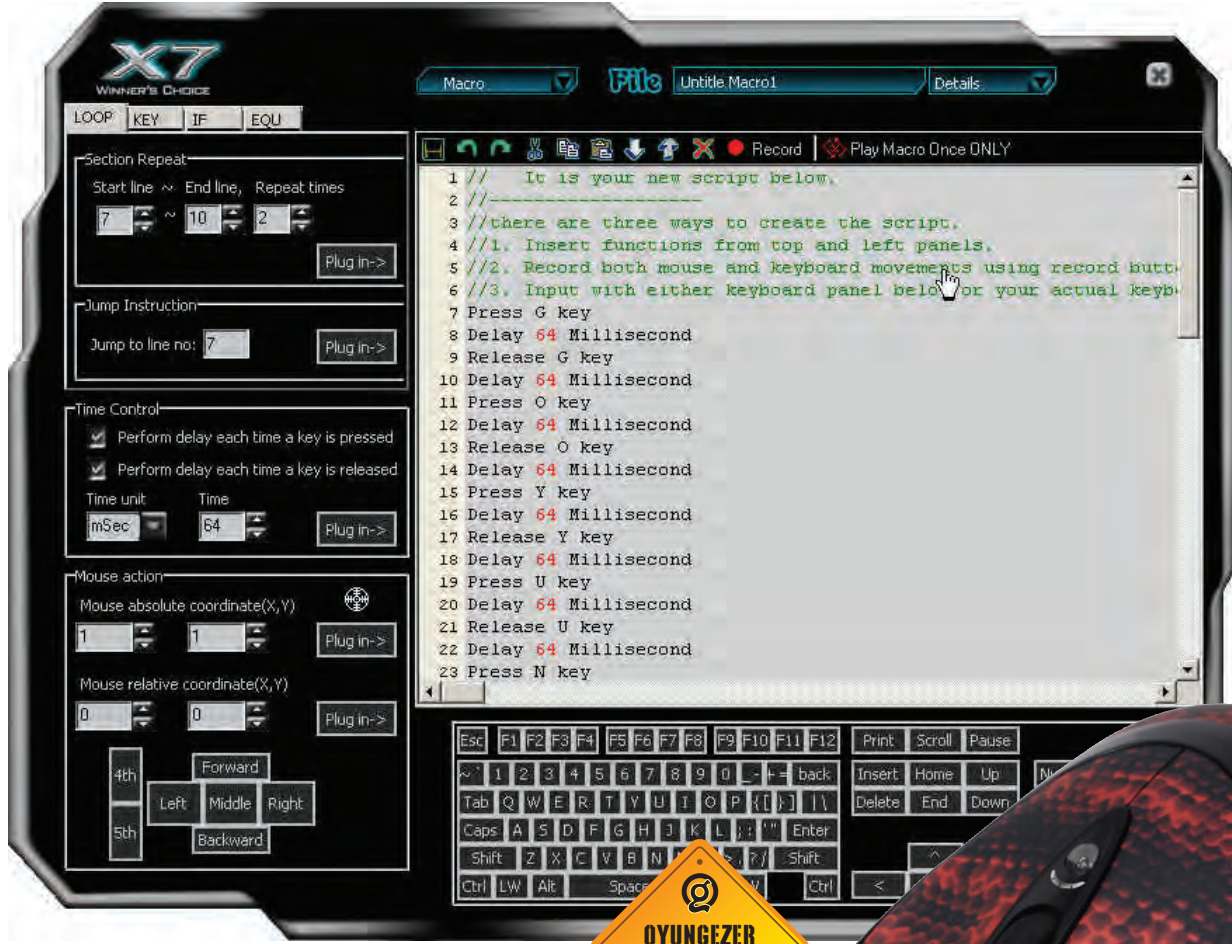 X7
WINNER'S CHOICE
Macro
File
Untitle Macro1
Details
LOOP KEY IF EQU
Section Repeat
Start line ~ End line, Repeat times
7 ~ 10 2
Plug in->
Jump Instruction
Jump to line no: 7 Plug in->
Time Control
Perform delay each time a key is pressed
Perform delay each time a key is released
Time unit Time
mSec 64 Plug in->
Mouse action
Mouse absolute coordinate(X,Y)
1 1 Plug in->
Mouse relative coordinate(X,Y)
0 0 Plug in->
4th Forward
Left Middle Right
5th Backward
Record Play Macro Once ONLY
1 // It is your new script below.
2 //-------------------
3 //there are three ways to create the script.
4 //1. Insert functions from top and left panels.
5 //2. Record both mouse and keyboard movements using record butt
6 //3. Input with either keyboard panel below or your actual keyb
7 Press G key
8 Delay 64 Millisecond
9 Release G key
10 Delay 64 Millisecond
11 Press O key
12 Delay 64 Millisecond
13 Release O key
14 Delay 64 Millisecond
15 Press Y key
16 Delay 64 Millisecond
17 Release Y key
18 Delay 64 Millisecond
19 Press U key
20 Delay 64 Millisecond
21 Release U key
22 Delay 64 Millisecond
23 Press N key
Esc F1 F2 F3 F4 F5 F6 F7 F8 F9 F10 F11 F12 Print Scroll Pause
~` 1 2 3 4 5 6 7 8 9 0 _- += back Insert Home Up
Tab Q W E R T Y U I O P {[ }] |\ Delete End Down
Caps A S D F G H J K L ;: '" Enter
Shift Z X C V B N >. ?/ Shift ^
Ctrl LW Alt Space Ctrl <
OYUNGEZER